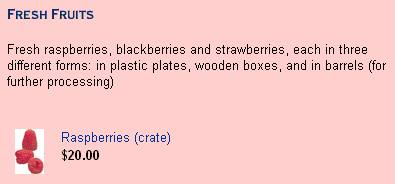 FRESH FRUITS
Fresh raspberries, blackberries and strawberries, each in three
different forms: in plastic plates, wooden boxes, and in barrels (for
further processing)
Raspberries (crate)
$20.00